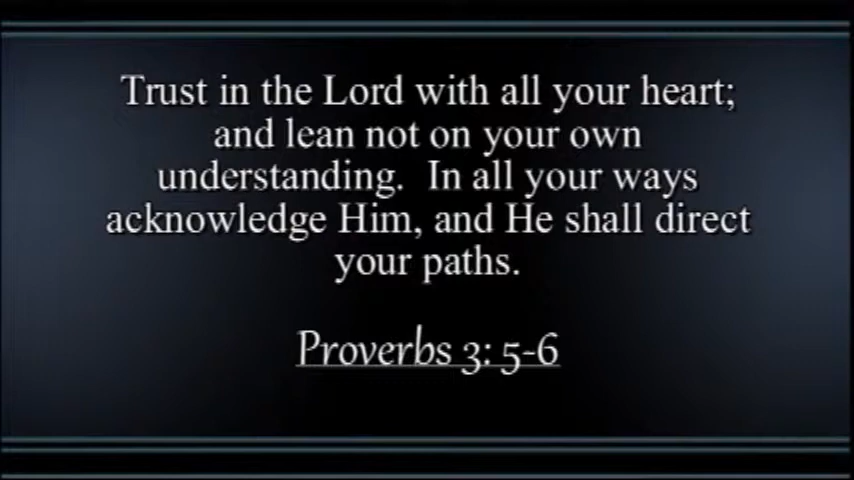 Trust in the Lord with all your heart;
and lean not on your own
understanding.  In all your ways
acknowledge Him, and He shall direct
your paths.
Proverbs 3: 5-6